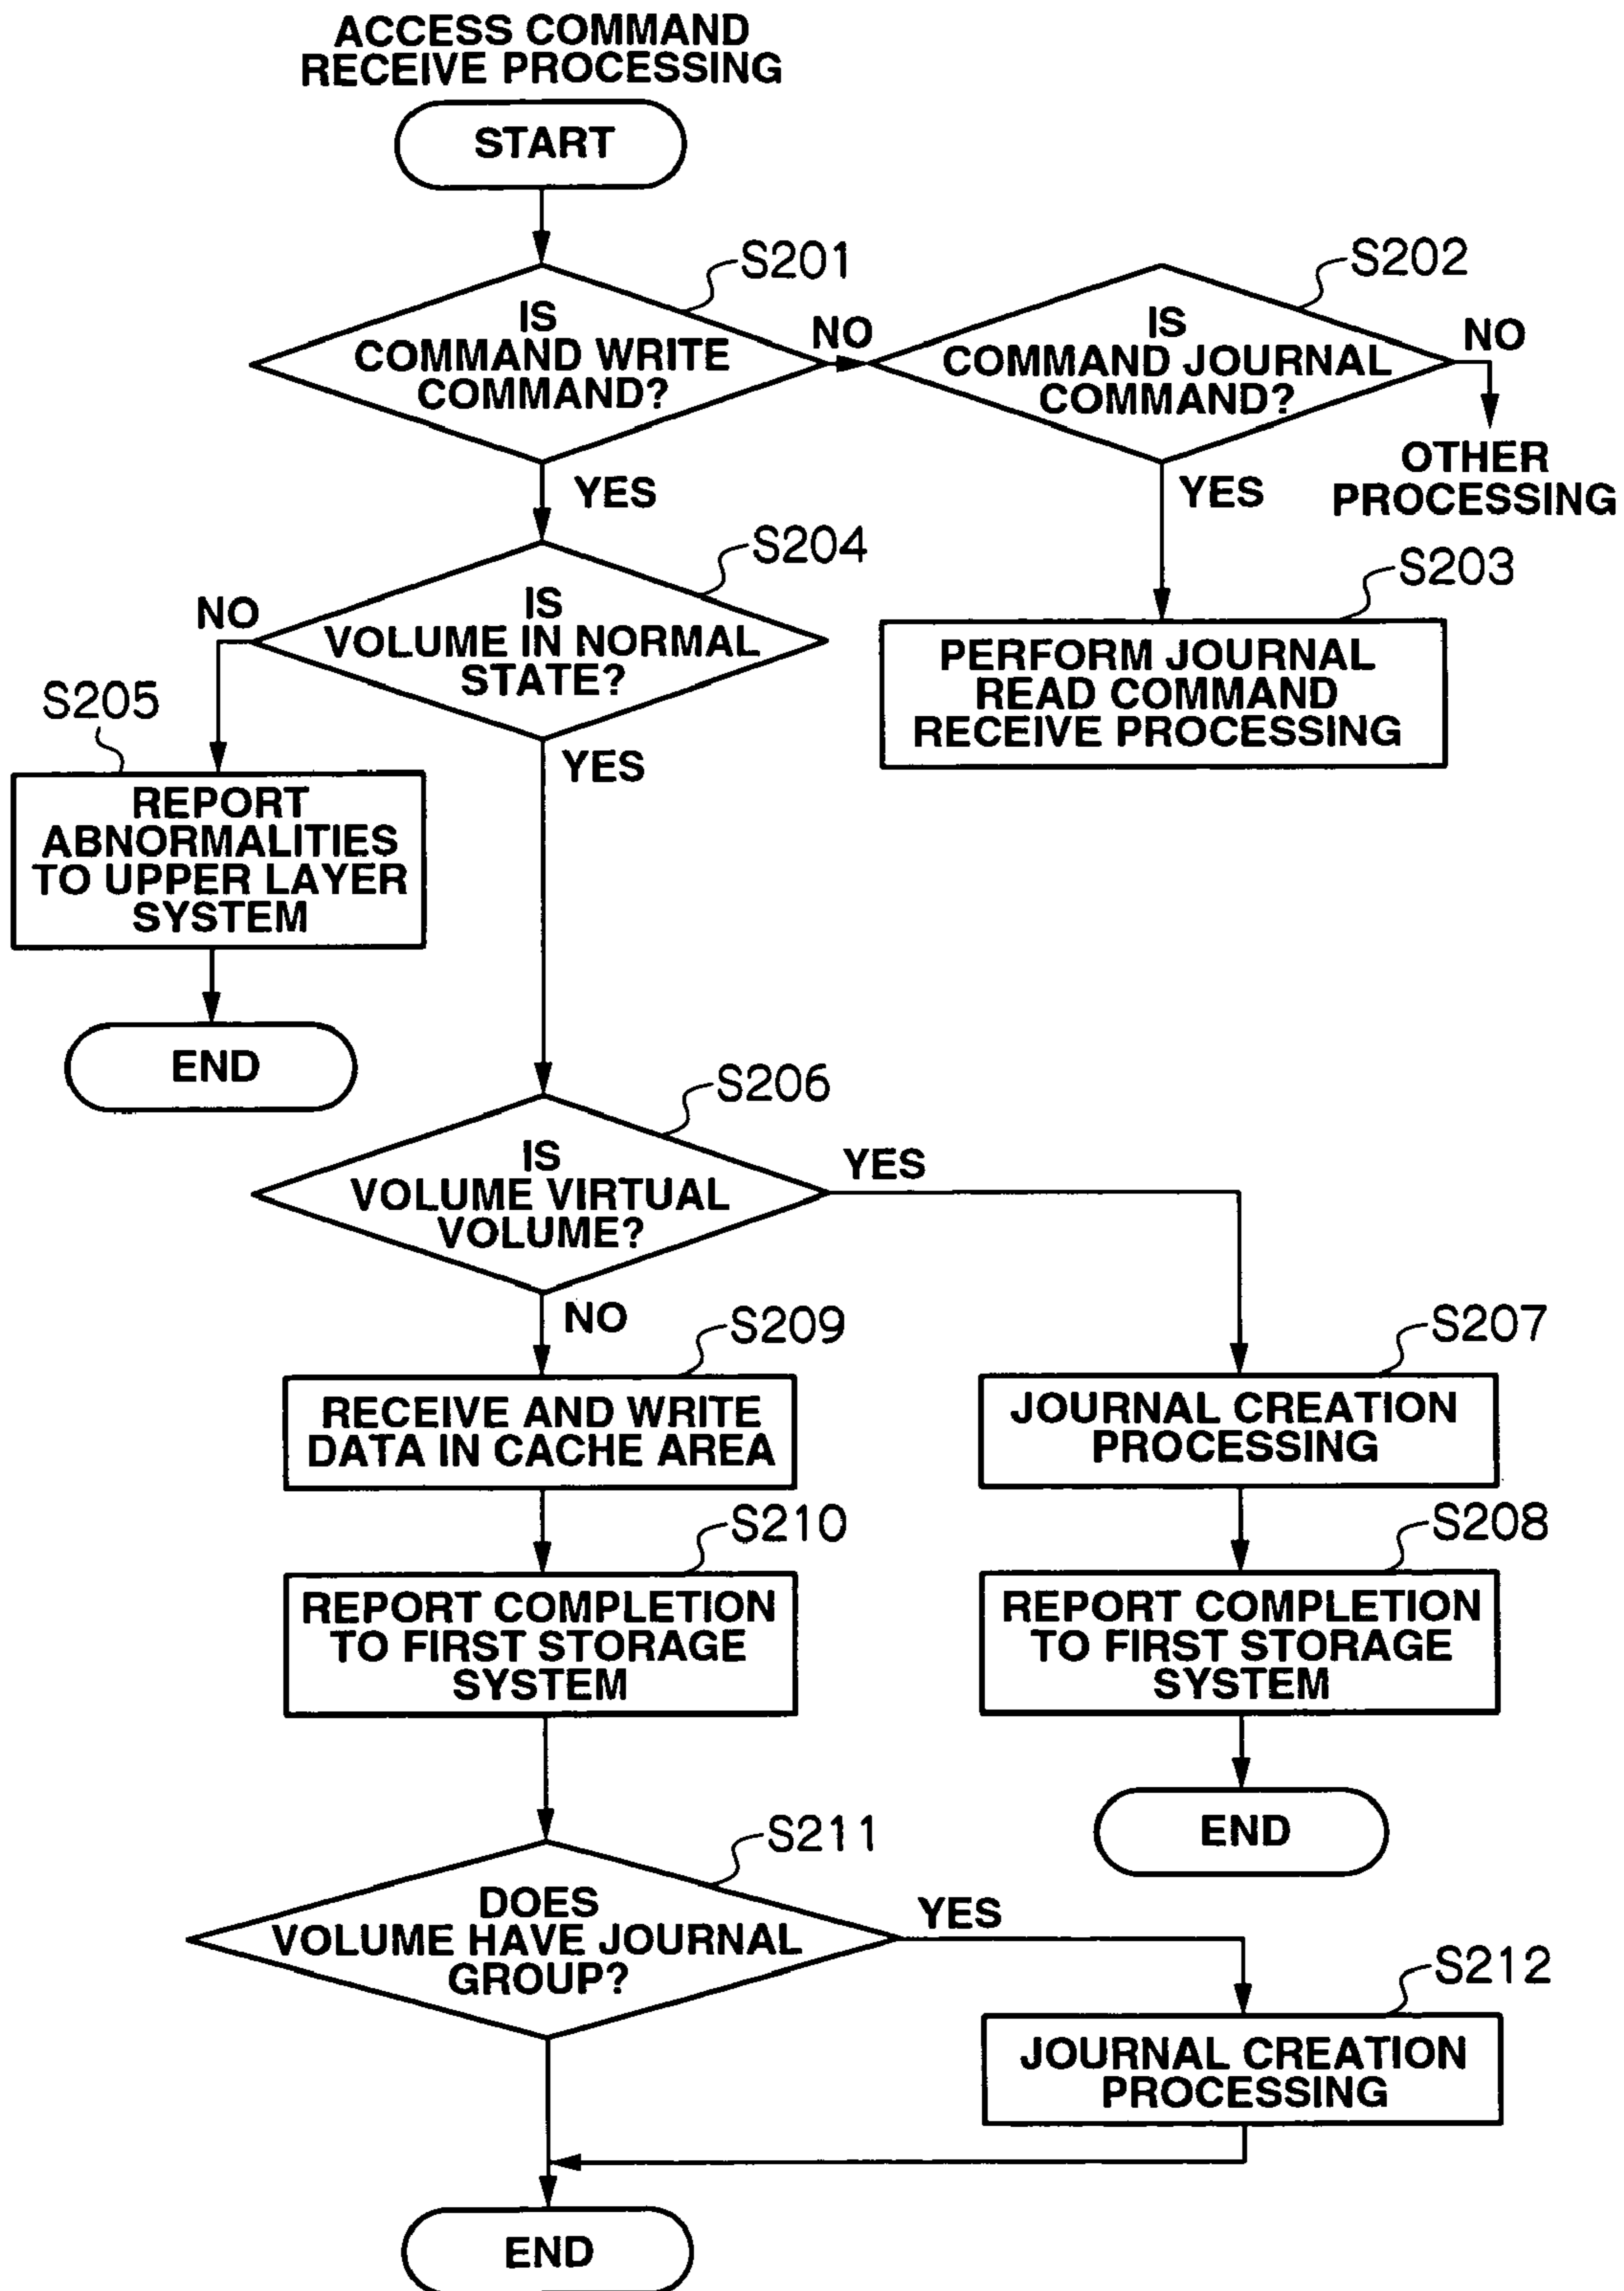 ACCESS COMMAND
RECEIVE PROCESSING
START
S201
IS
COMMAND WRITE
COMMAND?
NO
YES
S202
IS
COMMAND JOURNAL
COMMAND?
NO
OTHER
PROCESSING
YES
S203
PERFORM JOURNAL
READ COMMAND
RECEIVE PROCESSING
S204
IS
VOLUME IN NORMAL
STATE?
NO
YES
S205
REPORT
ABNORMALITIES
TO UPPER LAYER
SYSTEM
END
S206
IS
VOLUME VIRTUAL
VOLUME?
YES
NO
S209
RECEIVE AND WRITE
DATA IN CACHE AREA
S207
JOURNAL CREATION
PROCESSING
S210
REPORT COMPLETION
TO FIRST STORAGE
SYSTEM
S208
REPORT COMPLETION
TO FIRST STORAGE
SYSTEM
END
S211
DOES
VOLUME HAVE JOURNAL
GROUP?
YES
S212
JOURNAL CREATION
PROCESSING
END